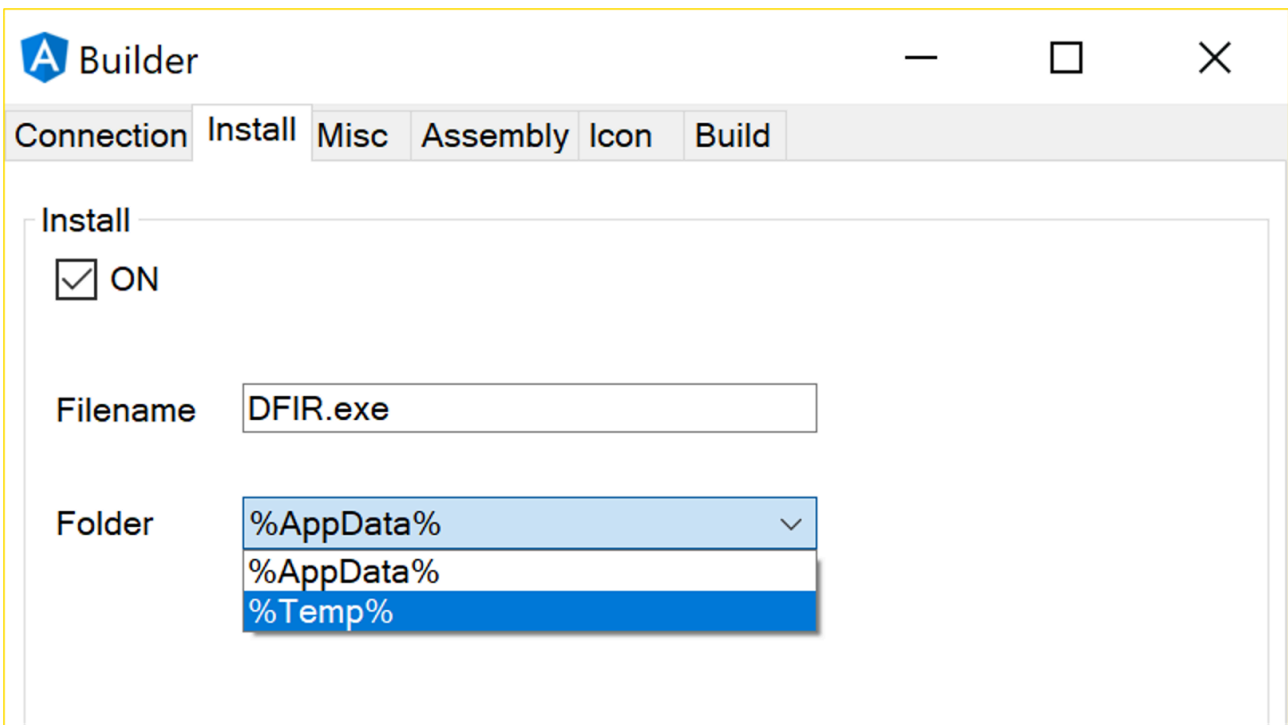 Builder
Connection Install Misc Assembly Icon Build
Install
ON
Filename DFIR.exe
Folder %AppData%
%AppData%
%Temp%